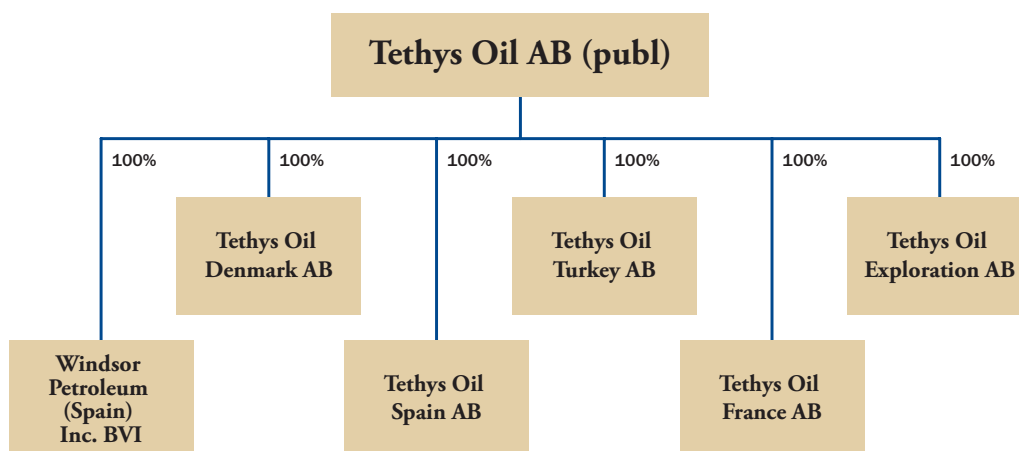 Tethys Oil AB (publ)
100%
100%
100%
100%
100%
100%
Tethys Oil
Denmark AB
Tethys Oil
Turkey AB
Tethys Oil
Exploration AB
Windsor
Petroleum
(Spain)
Inc. BVI
Tethys Oil
Spain AB
Tethys Oil
France AB